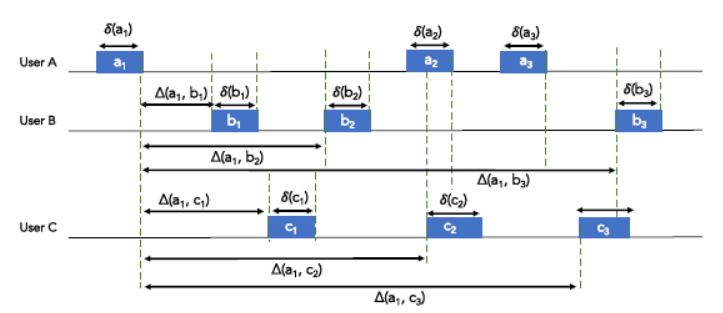 δ(a₁) δ(a₂) δ(a₃)
User A a₁ a₂ a₃
Δ(a₁, b₁) δ(b₁) δ(b₂) δ(b₃)
User B b₁ b₂ b₃
Δ(a₁, b₂)
Δ(a₁, b₃)
Δ(a₁, c₁) δ(c₁) δ(c₂)
User C c₁ c₂ c₃
Δ(a₁, c₂)
Δ(a₁, c₃)